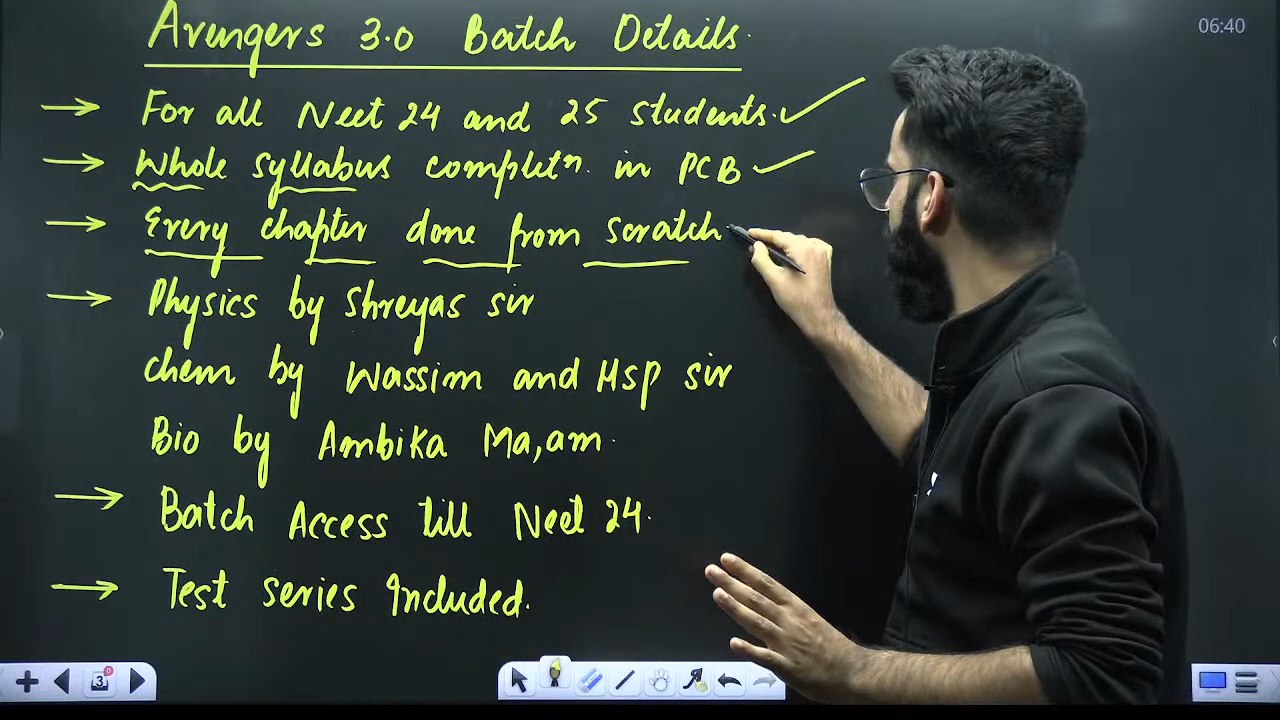 Avengers 3.0 Batch Details.
06:40
→ For all Neet 24 and 25 students.
→ Whole syllabus completⁿ. in PCB
→ Every chapter done from scratch
→ Physics by Shreyas sir
chem by Wassim and HSP sir
Bio by Ambika Ma,am.
→ Batch Access till Neet 24.
→ Test series Included.
3
0